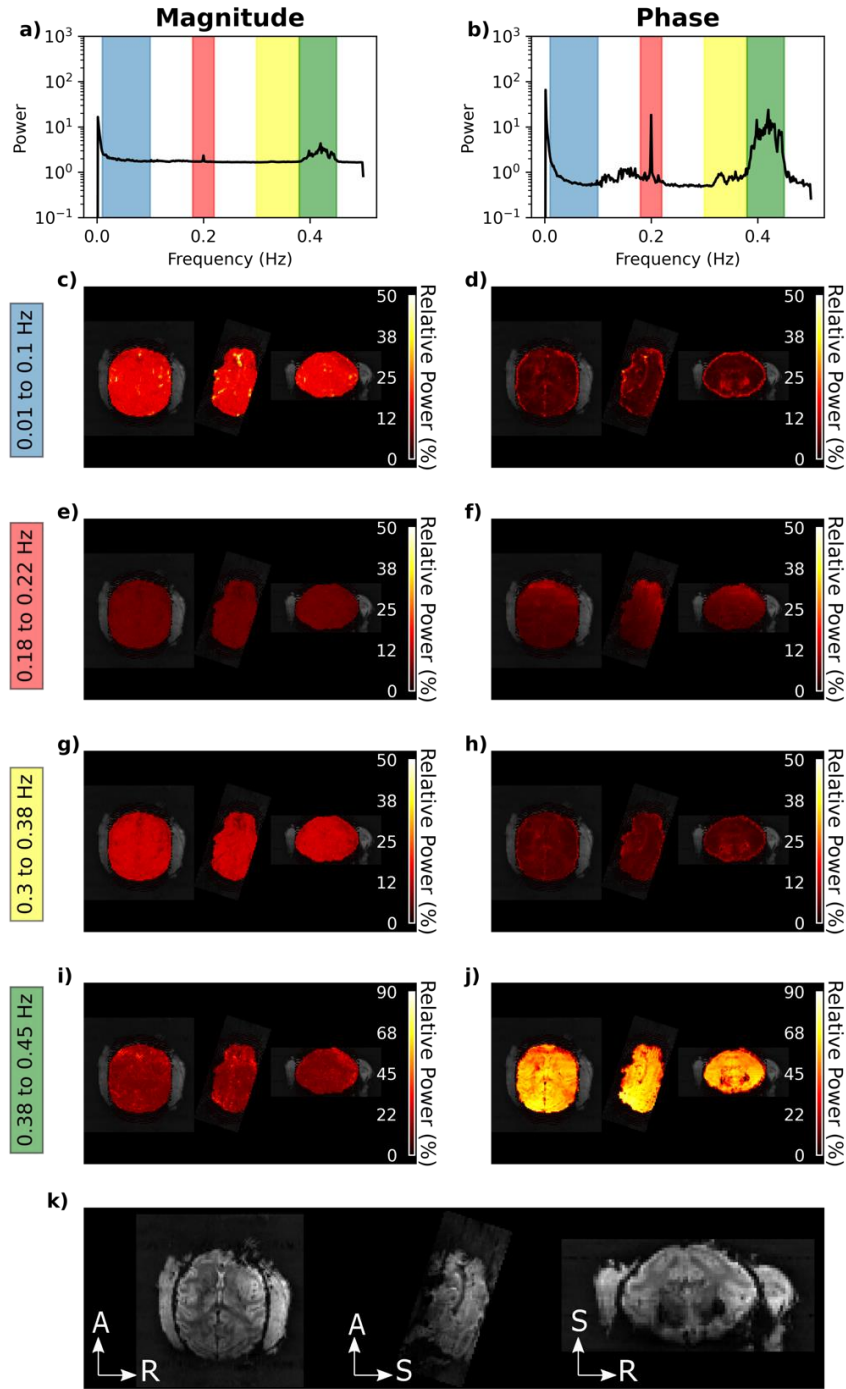 Magnitude
Phase
a)
b)
10³
10²
10¹
10⁰
10⁻¹
Power
0.0 0.2 0.4
Frequency (Hz)
10³
10²
10¹
10⁰
10⁻¹
Power
0.0 0.2 0.4
Frequency (Hz)
0.01 to 0.1 Hz
c)
50
38
25
12
0
Relative Power (%)
d)
50
38
25
12
0
Relative Power (%)
0.18 to 0.22 Hz
e)
50
38
25
12
0
Relative Power (%)
f)
50
38
25
12
0
Relative Power (%)
0.3 to 0.38 Hz
g)
50
38
25
12
0
Relative Power (%)
h)
50
38
25
12
0
Relative Power (%)
0.38 to 0.45 Hz
i)
90
68
45
22
0
Relative Power (%)
j)
90
68
45
22
0
Relative Power (%)
k)
A
R
A
S
S
R